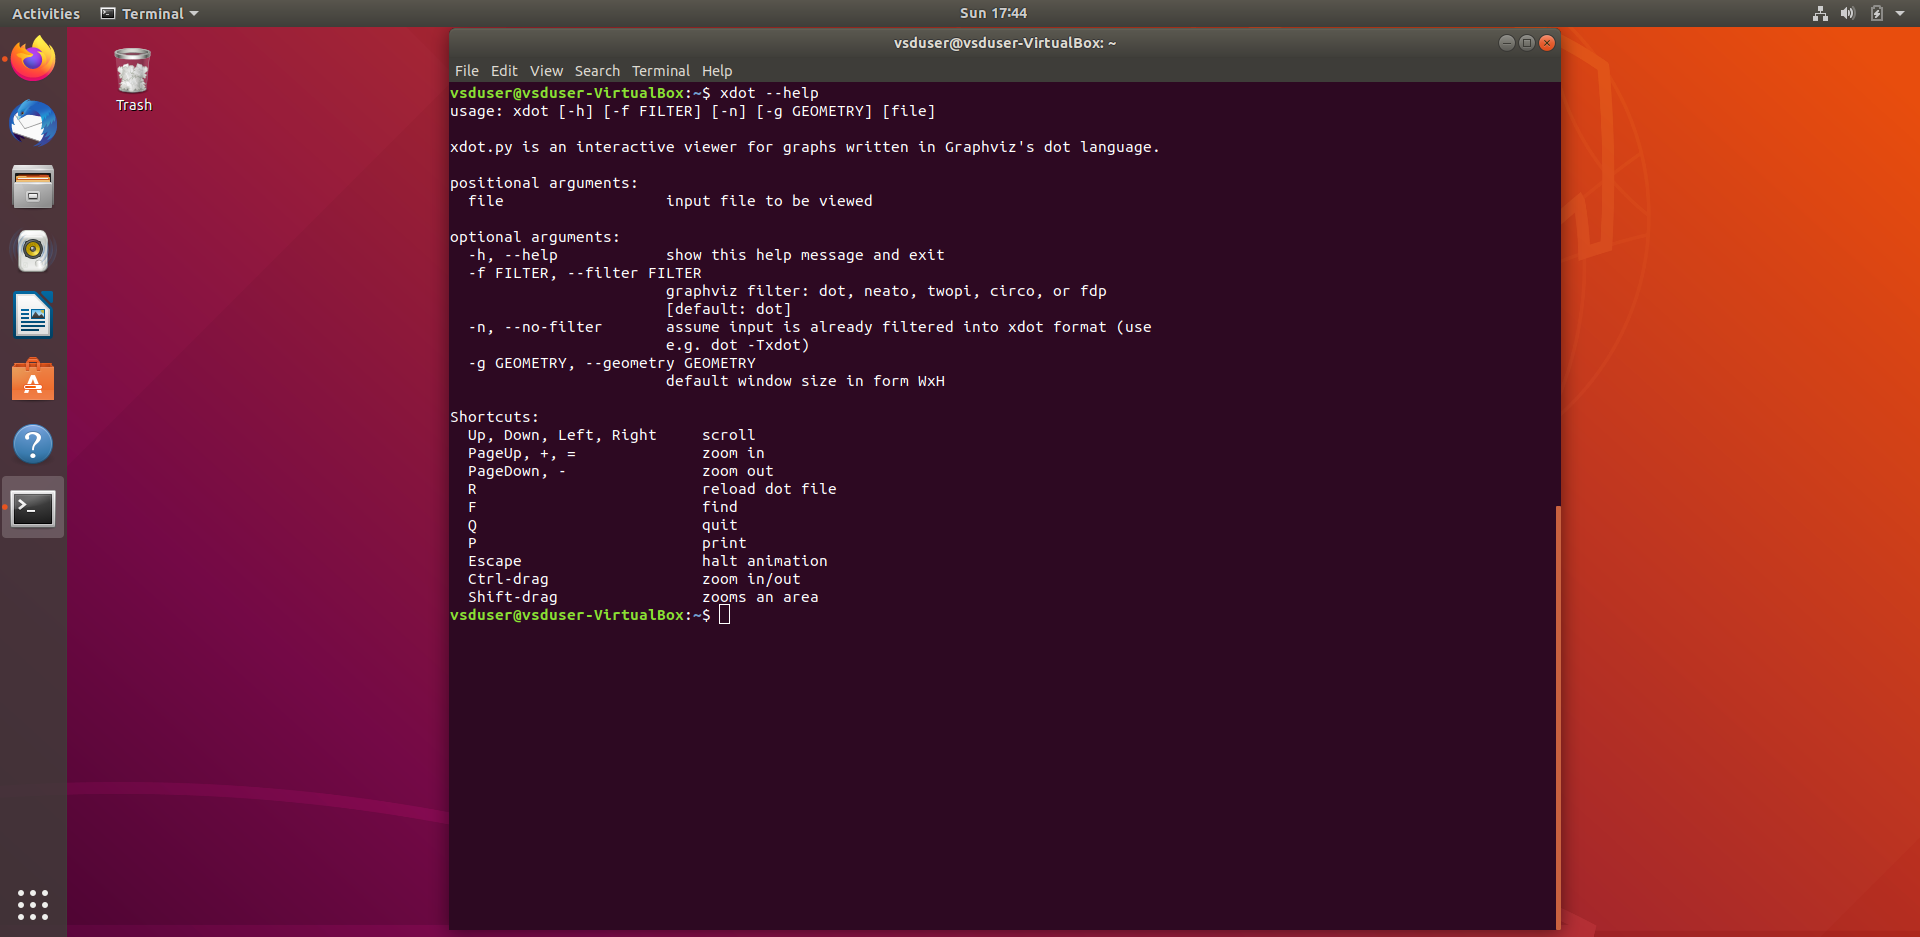 Activities Terminal Sun 17:44
Trash
vsduser@vsduser-VirtualBox: ~
File Edit View Search Terminal Help
vsduser@vsduser-VirtualBox:~$ xdot --help
usage: xdot [-h] [-f FILTER] [-n] [-g GEOMETRY] [file]
xdot.py is an interactive viewer for graphs written in Graphviz's dot language.
positional arguments:
  file                  input file to be viewed
optional arguments:
  -h, --help            show this help message and exit
  -f FILTER, --filter FILTER
                        graphviz filter: dot, neato, twopi, circo, or fdp
                        [default: dot]
  -n, --no-filter       assume input is already filtered into xdot format (use
                        e.g. dot -Txdot)
  -g GEOMETRY, --geometry GEOMETRY
                        default window size in form WxH
Shortcuts:
  Up, Down, Left, Right     scroll
  PageUp, +, =              zoom in
  PageDown, -               zoom out
  R                         reload dot file
  F                         find
  Q                         quit
  P                         print
  Escape                    halt animation
  Ctrl-drag                 zoom in/out
  Shift-drag                zooms an area
vsduser@vsduser-VirtualBox:~$